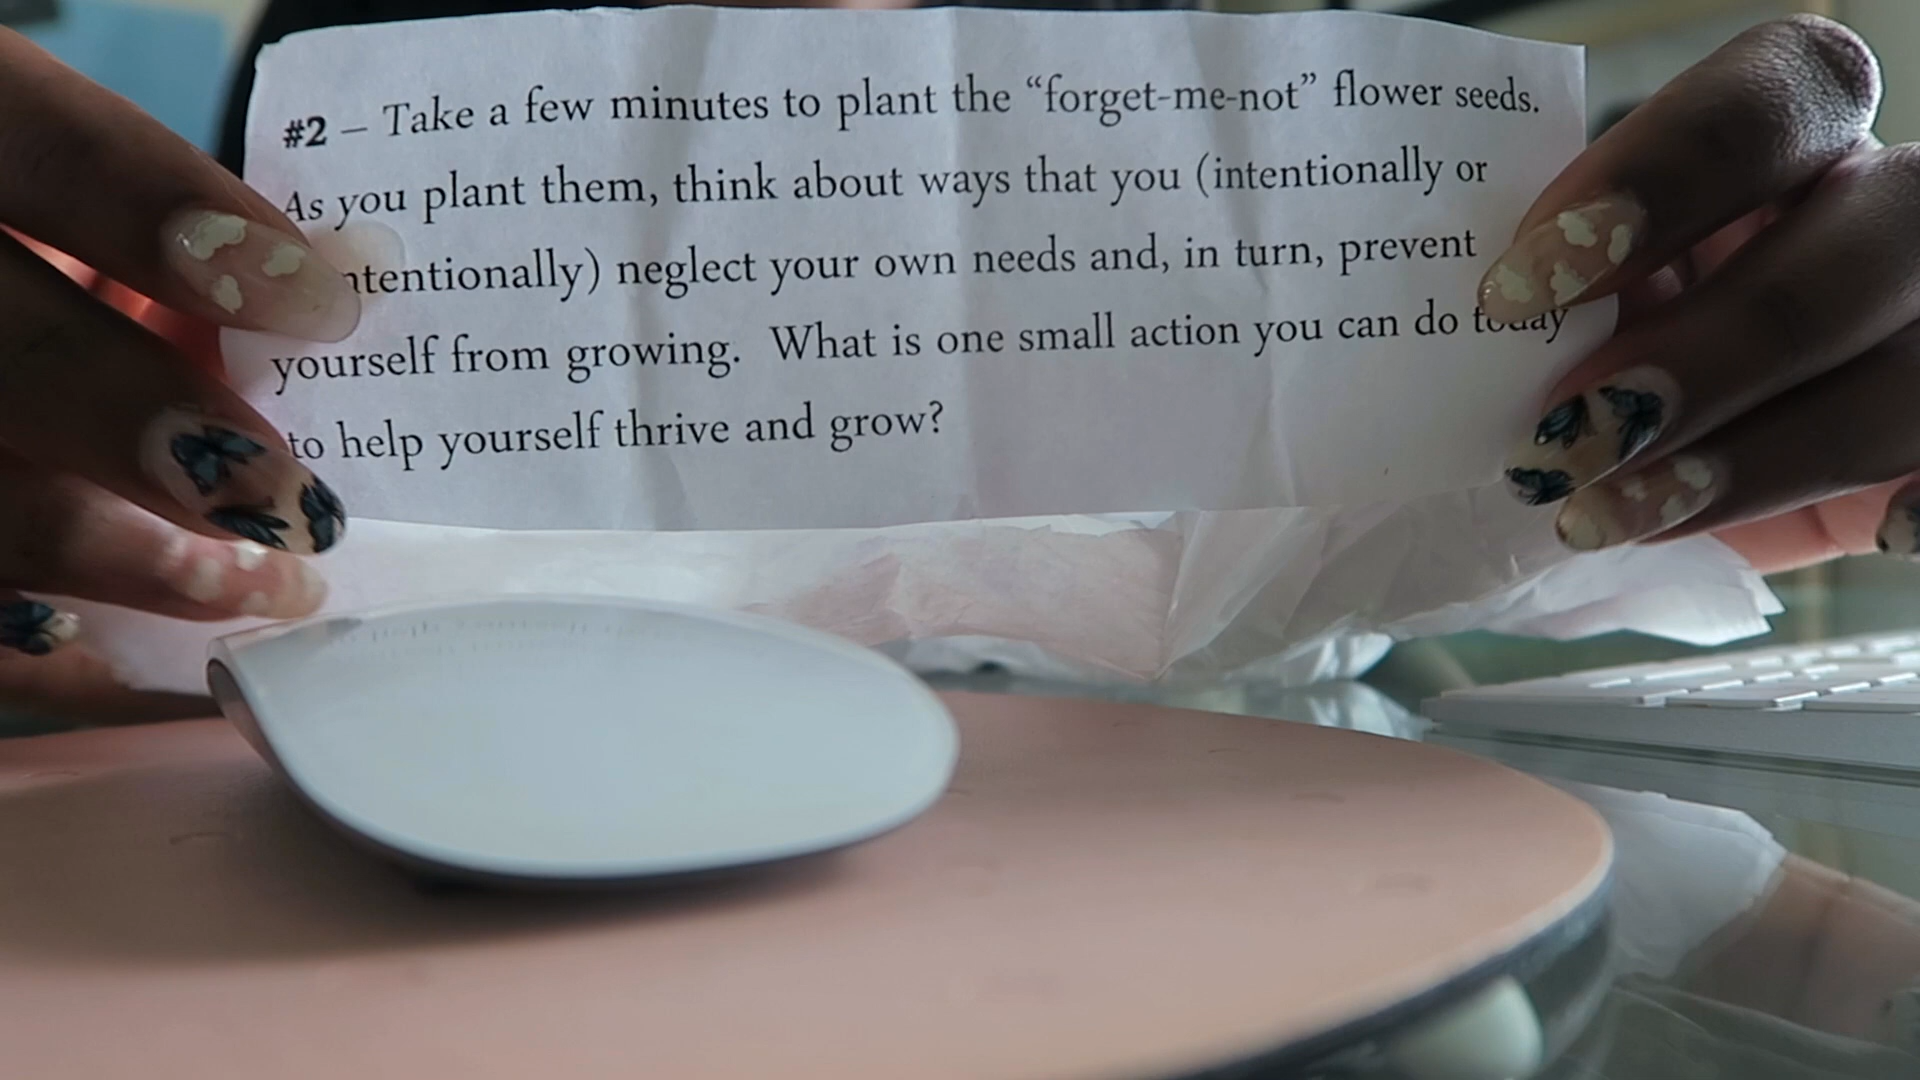 #2 – Take a few minutes to plant the “forget-me-not” flower seeds.
As you plant them, think about ways that you (intentionally or
ntentionally) neglect your own needs and, in turn, prevent
yourself from growing.  What is one small action you can do today
to help yourself thrive and grow?